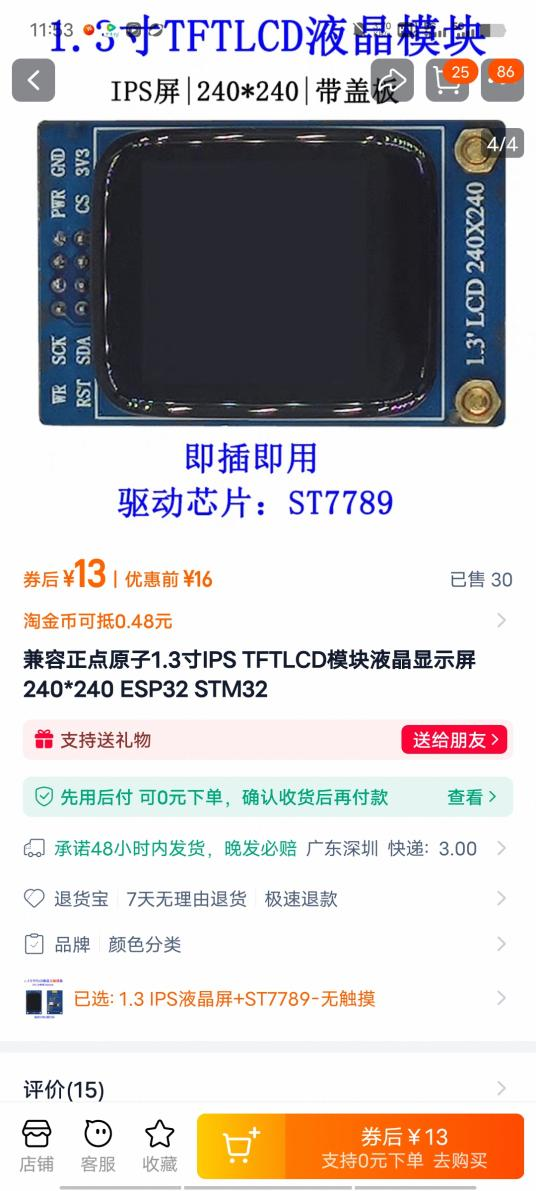 11:53
1.3寸TFTLCD液晶模块
25
86
IPS屏|240*240|带盖板
4/4
GND 3V3
PWR CS
SCK SDA
WR RST
1.3' LCD 240X240
即插即用
驱动芯片：ST7789
券后 ¥13 | 优惠前 ¥16
已售 30
淘金币可抵0.48元
兼容正点原子1.3寸IPS TFTLCD模块液晶显示屏
240*240 ESP32 STM32
支持送礼物
送给朋友
先用后付 可0元下单，确认收货后再付款
查看
承诺48小时内发货，晚发必赔 广东深圳 快递: 3.00
退货宝 7天无理由退货 极速退款
品牌 颜色分类
已选: 1.3 IPS液晶屏+ST7789-无触摸
评价(15)
店铺
客服
收藏
券后¥13
支持0元下单 去购买